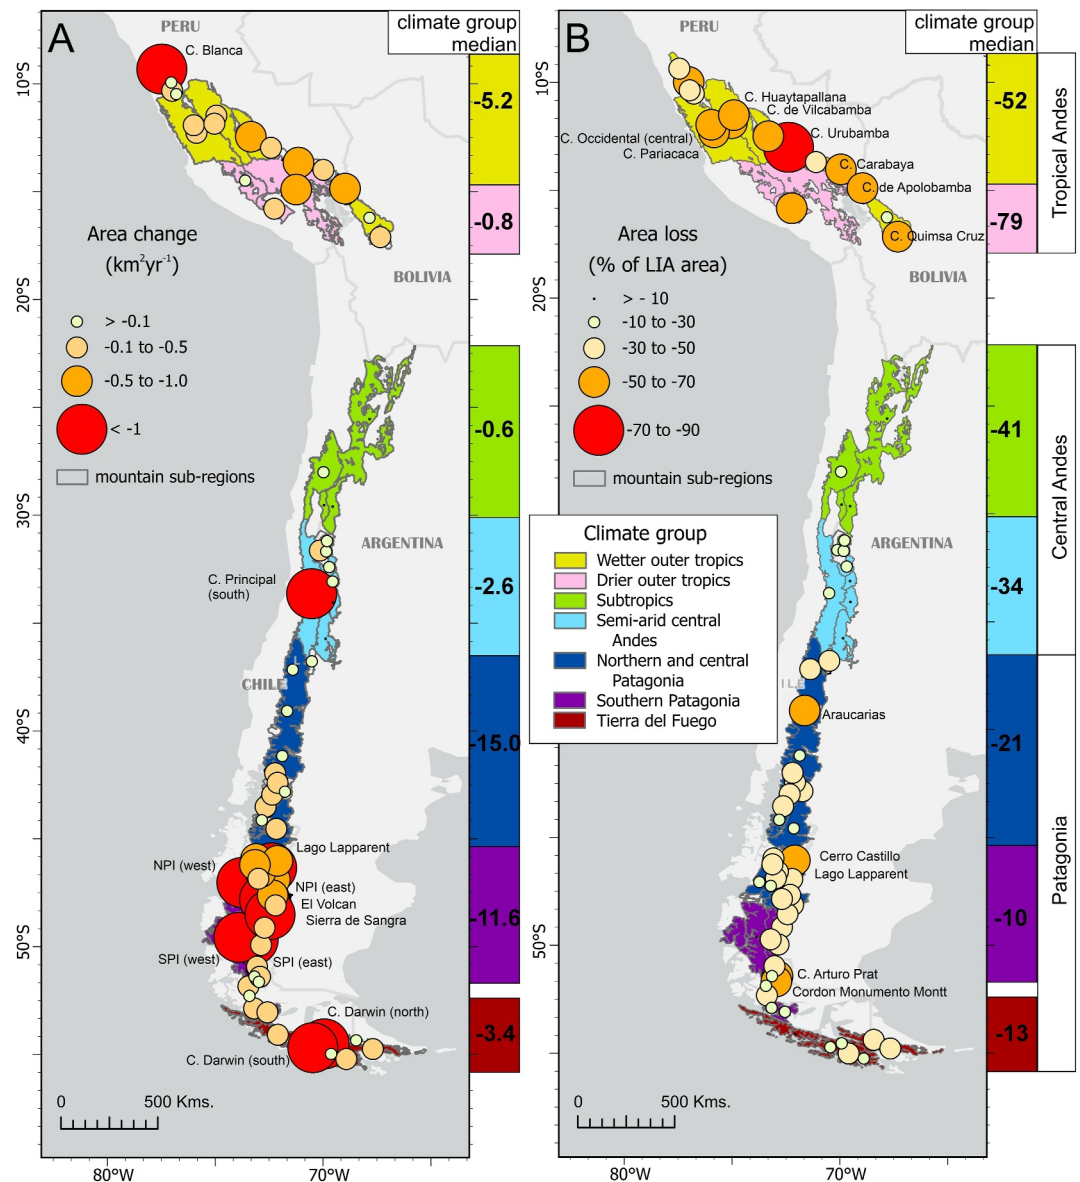 A
PERU
climate group
median
C. Blanca
10°S
-5.2
-0.8
Area change
(km²yr⁻¹)
BOLIVIA
20°S
> -0.1
-0.1 to -0.5
-0.5 to -1.0
< -1
mountain sub-regions
-0.6
30°S
ARGENTINA
C. Principal
(south)
-2.6
CHILE
40°S
-15.0
Lago Lapparent
NPI (west)
NPI (east)
El Volcan
Sierra de Sangra
-11.6
50°S
SPI (west)
SPI (east)
C. Darwin (north)
-3.4
C. Darwin (south)
0
500 Kms.
80°W
70°W
B
PERU
climate group
median
10°S
C. Huaytapallana
C. de Vilcabamba
C. Occidental (central)
C. Urubamba
C. Pariacaca
C. Carabaya
C. de Apolobamba
C. Quimsa Cruz
-52
-79
Tropical Andes
Area loss
(% of LIA area)
BOLIVIA
20°S
> - 10
-10 to -30
-30 to -50
-50 to -70
-70 to -90
mountain sub-regions
-41
Central Andes
ARGENTINA
Climate group
Wetter outer tropics
Drier outer tropics
Subtropics
Semi-arid central
Andes
Northern and central
Patagonia
Southern Patagonia
Tierra del Fuego
-34
ILE
Araucarias
-21
Patagonia
Cerro Castillo
Lago Lapparent
-10
50°S
C. Arturo Prat
Cordon Monumento Montt
-13
0
500 Kms.
80°W
70°W